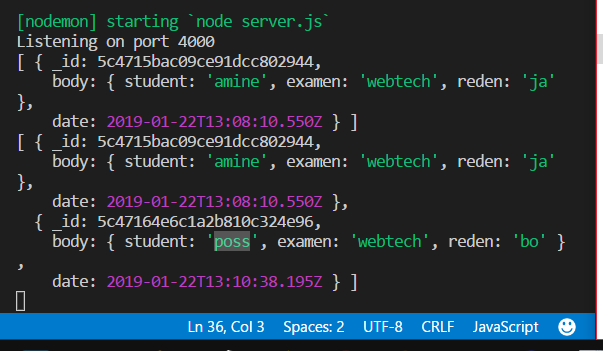 [nodemon] starting `node server.js`
Listening on port 4000
[ { _id: 5c4715bac09ce91dcc802944,
body: { student: 'amine', examen: 'webtech', reden: 'ja'
},
date: 2019-01-22T13:08:10.550Z } ]
[ { _id: 5c4715bac09ce91dcc802944,
body: { student: 'amine', examen: 'webtech', reden: 'ja'
},
date: 2019-01-22T13:08:10.550Z },
{ _id: 5c47164e6c1a2b810c324e96,
body: { student: 'poss', examen: 'webtech', reden: 'bo' }
,
date: 2019-01-22T13:10:38.195Z } ]
Ln 36, Col 3 Spaces: 2 UTF-8 CRLF JavaScript